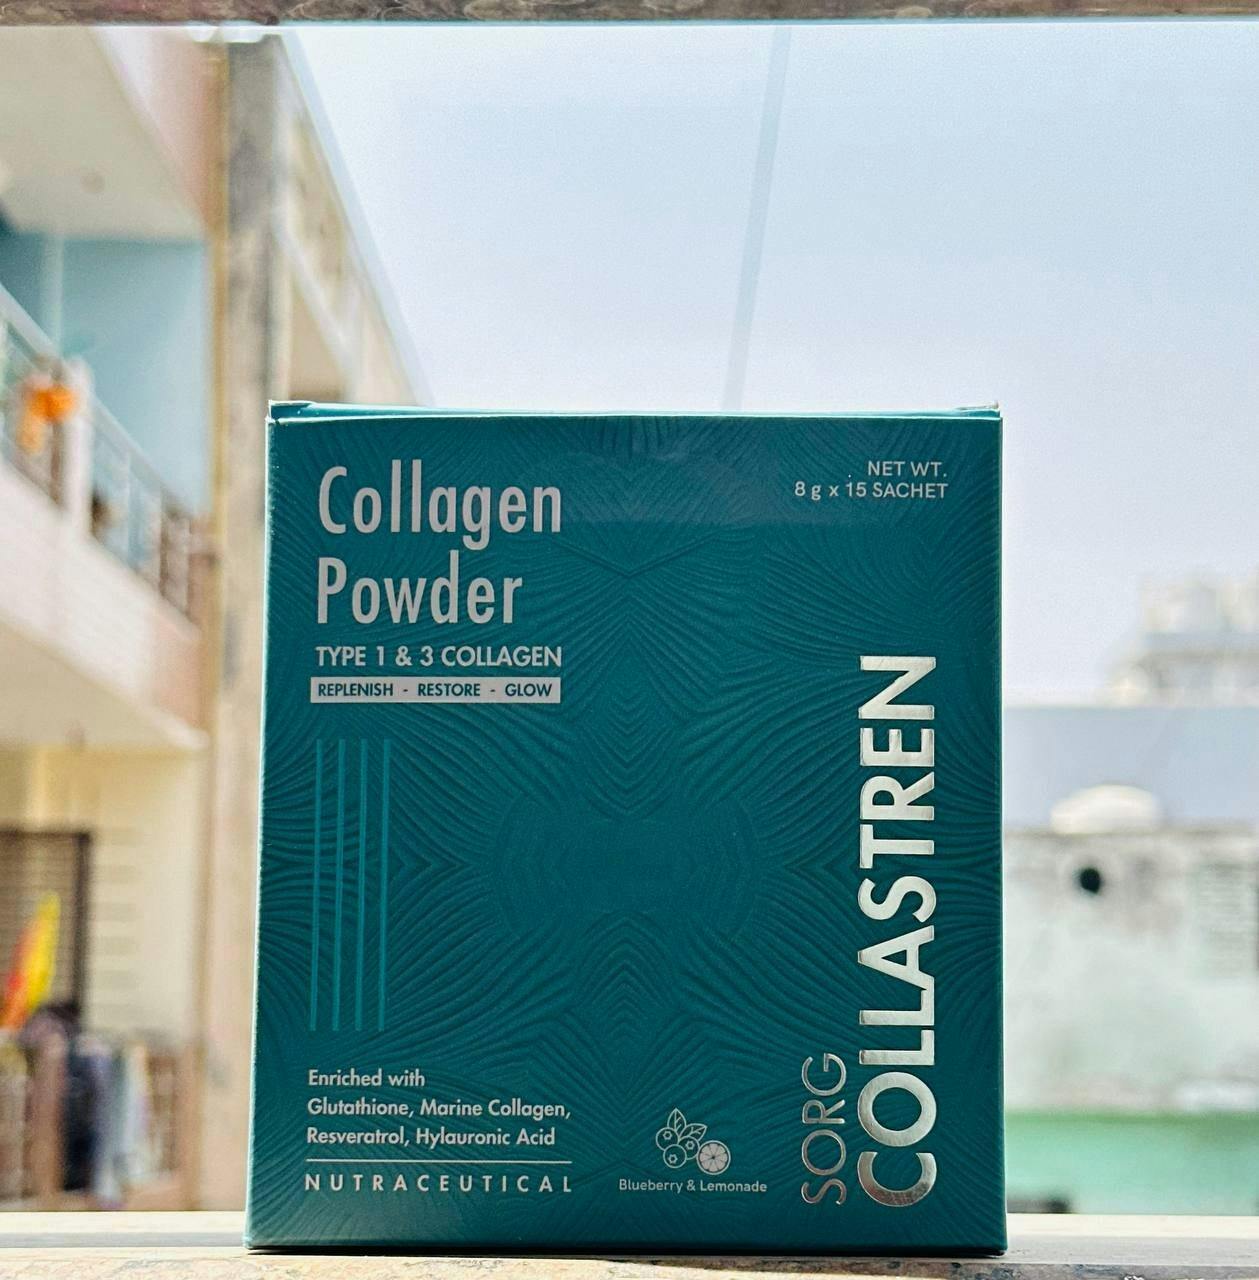 Collagen
Powder
TYPE 1 & 3 COLLAGEN
REPLENISH - RESTORE - GLOW
NET WT.
8 g x 15 SACHET
SORG
COLLASTREN
Enriched with
Glutathione, Marine Collagen,
Resveratrol, Hylauronic Acid
NUTRACEUTICAL
Blueberry & Lemonade